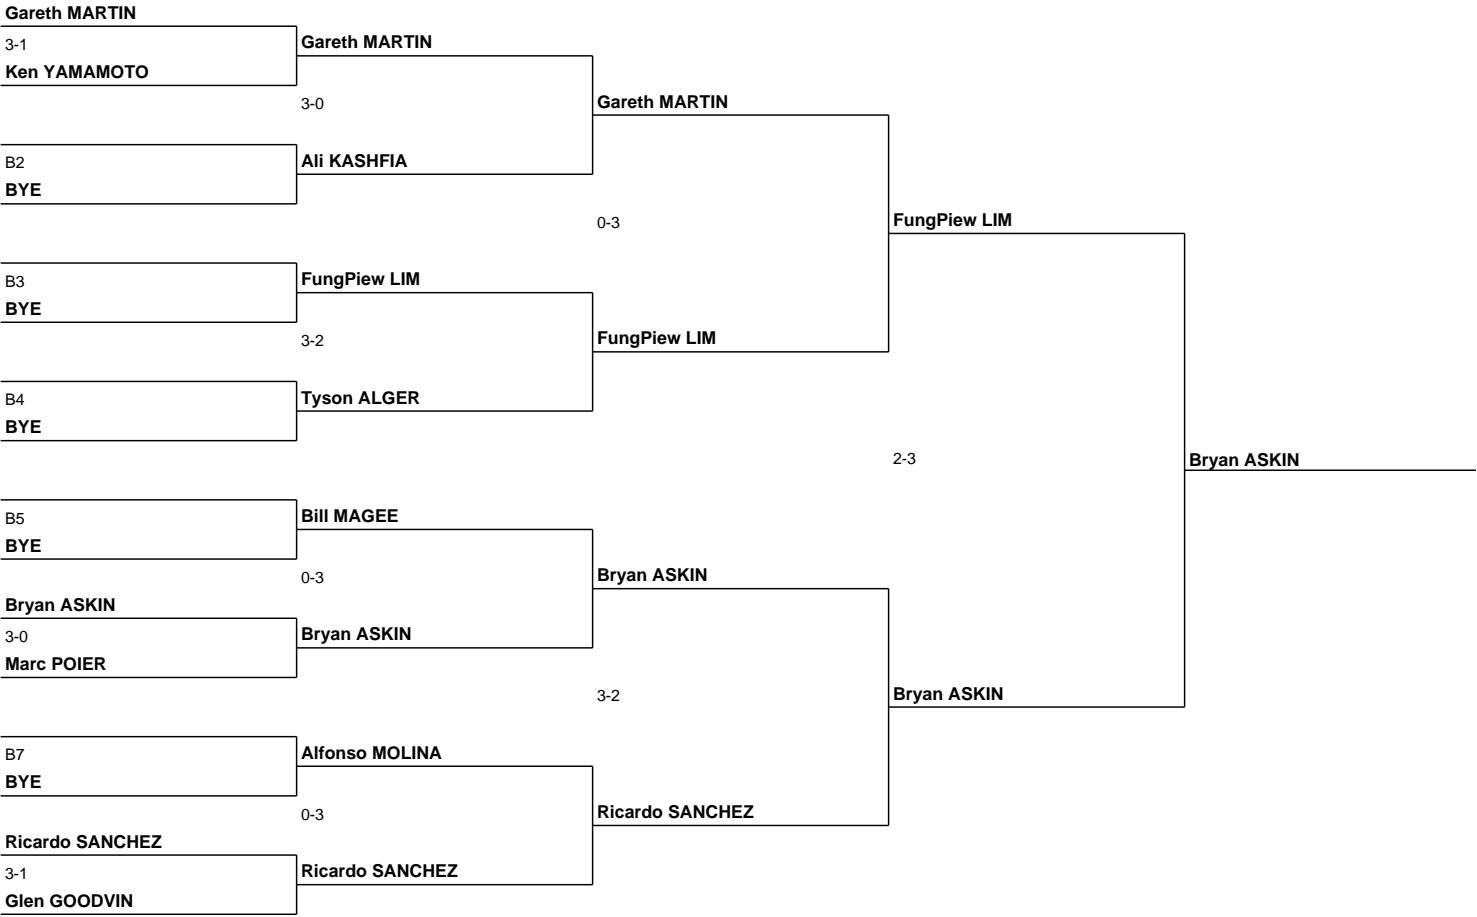 Gareth MARTIN
3-1
Ken YAMAMOTO
B2
BYE
B3
BYE
B4
BYE
B5
BYE
Bryan ASKIN
3-0
Marc POIER
B7
BYE
Ricardo SANCHEZ
3-1
Glen GOODVIN
Gareth MARTIN
3-0
Ali KASHFIA
FungPiew LIM
3-2
Tyson ALGER
Bill MAGEE
0-3
Bryan ASKIN
Alfonso MOLINA
0-3
Ricardo SANCHEZ
Gareth MARTIN
0-3
FungPiew LIM
Bryan ASKIN
3-2
Ricardo SANCHEZ
FungPiew LIM
2-3
Bryan ASKIN
Bryan ASKIN